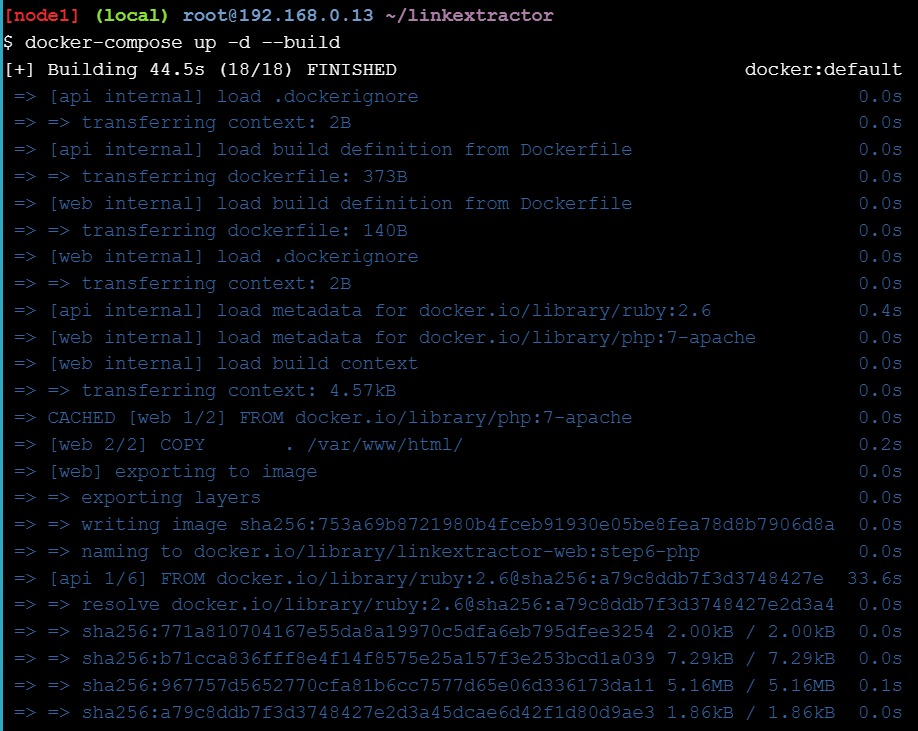 [node1] (local) root@192.168.0.13 ~/linkextractor
$ docker-compose up -d --build
[+] Building 44.5s (18/18) FINISHED docker:default
=> [api internal] load .dockerignore 0.0s
=> => transferring context: 2B 0.0s
=> [api internal] load build definition from Dockerfile 0.0s
=> => transferring dockerfile: 373B 0.0s
=> [web internal] load build definition from Dockerfile 0.0s
=> => transferring dockerfile: 140B 0.0s
=> [web internal] load .dockerignore 0.0s
=> => transferring context: 2B 0.0s
=> [api internal] load metadata for docker.io/library/ruby:2.6 0.4s
=> [web internal] load metadata for docker.io/library/php:7-apache 0.0s
=> [web internal] load build context 0.0s
=> => transferring context: 4.57kB 0.0s
=> CACHED [web 1/2] FROM docker.io/library/php:7-apache 0.0s
=> [web 2/2] COPY . /var/www/html/ 0.2s
=> [web] exporting to image 0.0s
=> => exporting layers 0.0s
=> => writing image sha256:753a69b8721980b4fceb91930e05be8fea78d8b7906d8a 0.0s
=> => naming to docker.io/library/linkextractor-web:step6-php 0.0s
=> [api 1/6] FROM docker.io/library/ruby:2.6@sha256:a79c8ddb7f3d3748427e 33.6s
=> => resolve docker.io/library/ruby:2.6@sha256:a79c8ddb7f3d3748427e2d3a4 0.0s
=> => sha256:771a810704167e55da8a19970c5dfa6eb795dfee3254 2.00kB / 2.00kB 0.0s
=> => sha256:b71cca836fff8e4f14f8575e25a157f3e253bcd1a039 7.29kB / 7.29kB 0.0s
=> => sha256:967757d5652770cfa81b6cc7577d65e06d336173da11 5.16MB / 5.16MB 0.1s
=> => sha256:a79c8ddb7f3d3748427e2d3a45dcae6d42f1d80d9ae3 1.86kB / 1.86kB 0.0s